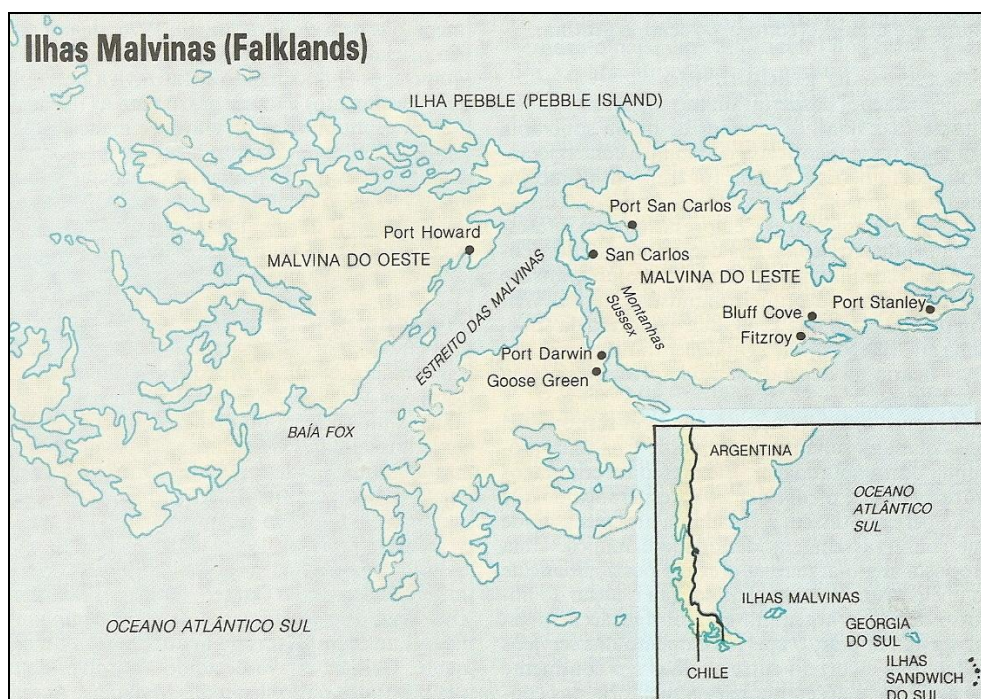 Ilhas Malvinas (Falklands)
ILHA PEBBLE (PEBBLE ISLAND)
Port San Carlos
Port Howard
MALVINA DO OESTE
San Carlos
MALVINA DO LESTE
ESTREITO DAS MALVINAS
Montanhas
Sussex
Port Stanley
Bluff Cove
Fitzroy
Port Darwin
Goose Green
BAÍA FOX
OCEANO ATLÂNTICO SUL
ARGENTINA
OCEANO
ATLÂNTICO
SUL
ILHAS MALVINAS
GEÓRGIA
DO SUL
CHILE
ILHAS
SANDWICH
DO SUL